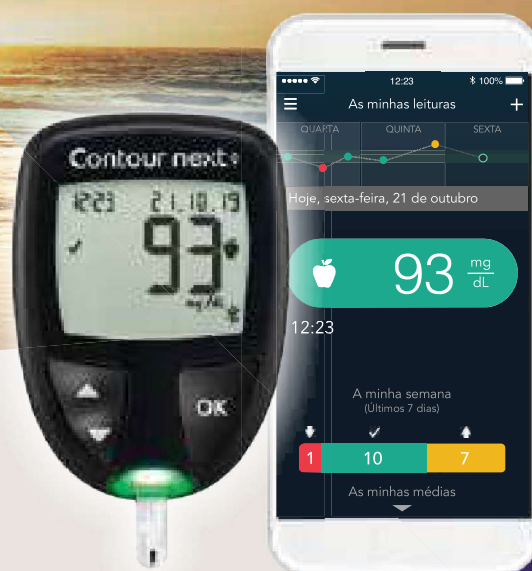 Contour next
12:23 21.10.19
93
mg/dL
OK
12:23 100%
As minhas leituras
QUARTA QUINTA SEXTA
Hoje, sexta-feira, 21 de outubro
93 mg/dL
12:23
A minha semana
(Últimos 7 dias)
1 10 7
As minhas médias